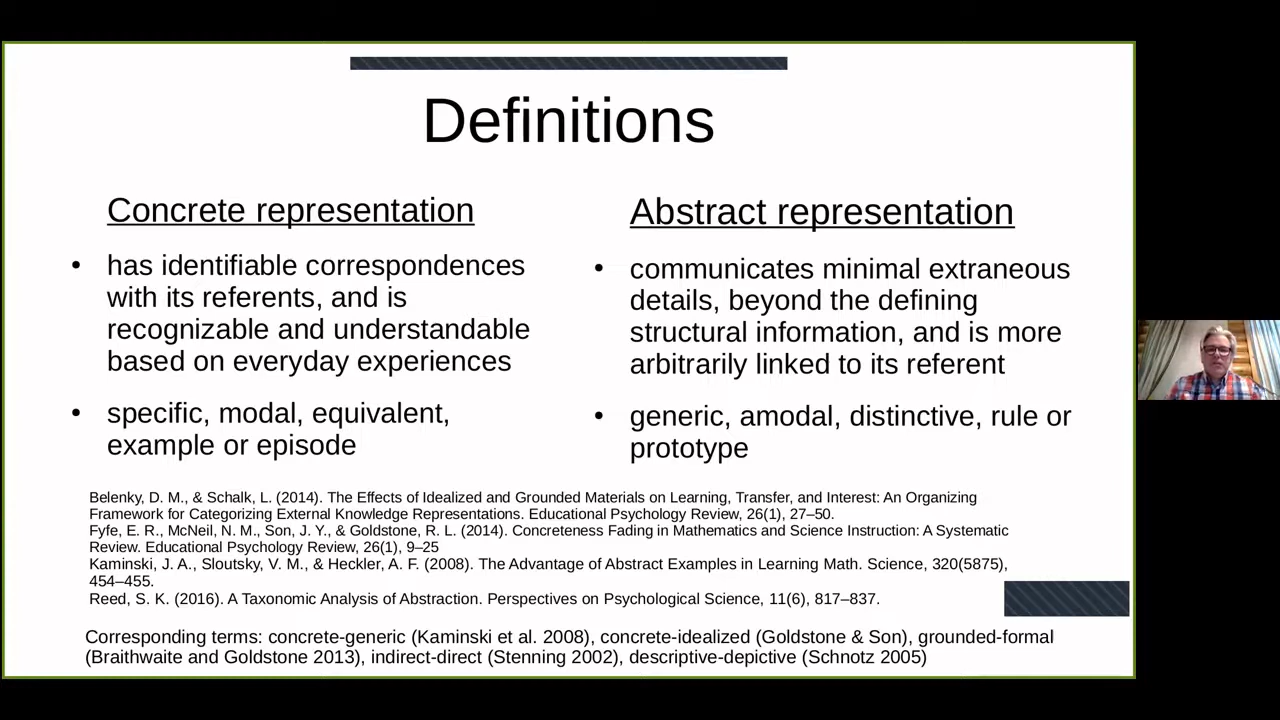 Definitions
Concrete representation
has identifiable correspondences
with its referents, and is
recognizable and understandable
based on everyday experiences
specific, modal, equivalent,
example or episode
Abstract representation
communicates minimal extraneous
details, beyond the defining
structural information, and is more
arbitrarily linked to its referent
generic, amodal, distinctive, rule or
prototype
Belenky, D. M., & Schalk, L. (2014). The Effects of Idealized and Grounded Materials on Learning, Transfer, and Interest: An Organizing
Framework for Categorizing External Knowledge Representations. Educational Psychology Review, 26(1), 27–50.
Fyfe, E. R., McNeil, N. M., Son, J. Y., & Goldstone, R. L. (2014). Concreteness Fading in Mathematics and Science Instruction: A Systematic
Review. Educational Psychology Review, 26(1), 9–25
Kaminski, J. A., Sloutsky, V. M., & Heckler, A. F. (2008). The Advantage of Abstract Examples in Learning Math. Science, 320(5875),
454–455.
Reed, S. K. (2016). A Taxonomic Analysis of Abstraction. Perspectives on Psychological Science, 11(6), 817–837.
Corresponding terms: concrete-generic (Kaminski et al. 2008), concrete-idealized (Goldstone & Son), grounded-formal
(Braithwaite and Goldstone 2013), indirect-direct (Stenning 2002), descriptive-depictive (Schnotz 2005)